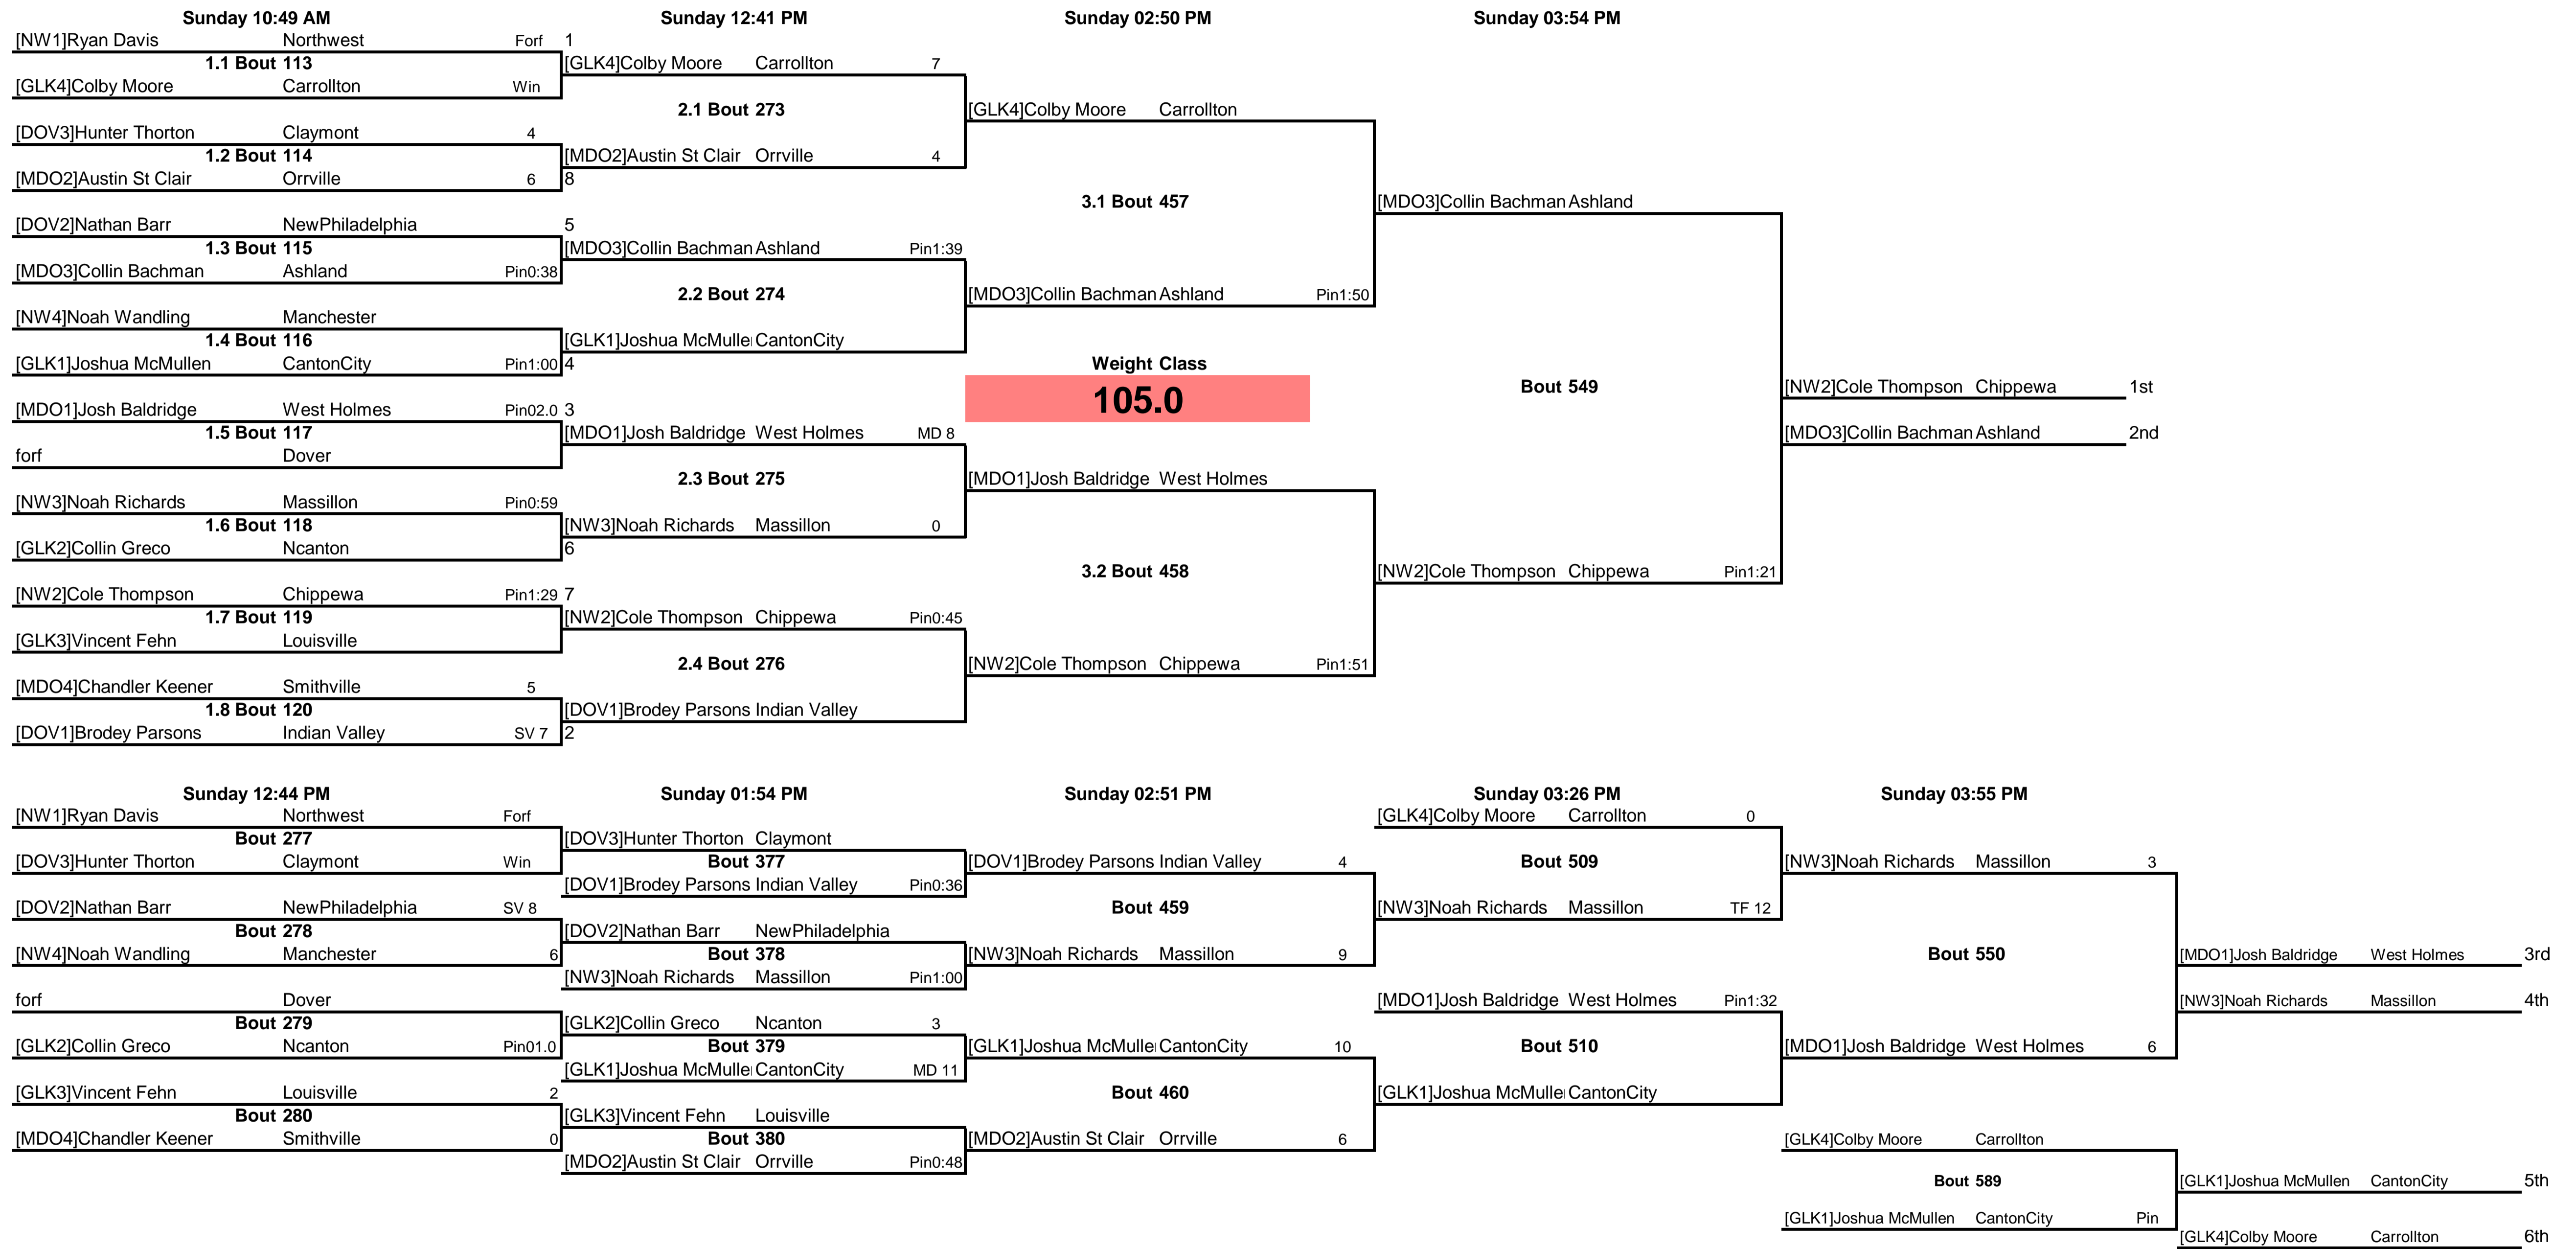 Sunday 10:49 AM Sunday 12:41 PM Sunday 02:50 PM Sunday 03:54 PM
[NW1]Ryan Davis Northwest Forf 1
1.1 Bout 113 [GLK4]Colby Moore Carrollton 7
[GLK4]Colby Moore Carrollton Win
2.1 Bout 273 [GLK4]Colby Moore Carrollton
[DOV3]Hunter Thorton Claymont 4
1.2 Bout 114 [MDO2]Austin St Clair Orrville 4
[MDO2]Austin St Clair Orrville 6 8
3.1 Bout 457 [MDO3]Collin Bachman Ashland
[DOV2]Nathan Barr NewPhiladelphia 5
1.3 Bout 115 [MDO3]Collin Bachman Ashland Pin1:39
[MDO3]Collin Bachman Ashland Pin0:38
2.2 Bout 274 [MDO3]Collin Bachman Ashland Pin1:50
[NW4]Noah Wandling Manchester
1.4 Bout 116 [GLK1]Joshua McMulle CantonCity
[GLK1]Joshua McMullen CantonCity Pin1:00 4 Weight Class
105.0 Bout 549 [NW2]Cole Thompson Chippewa 1st
[MDO1]Josh Baldridge West Holmes Pin02.0 3
1.5 Bout 117 [MDO1]Josh Baldridge West Holmes MD 8 [MDO3]Collin Bachman Ashland 2nd
forf Dover
2.3 Bout 275 [MDO1]Josh Baldridge West Holmes
[NW3]Noah Richards Massillon Pin0:59
1.6 Bout 118 [NW3]Noah Richards Massillon 0
[GLK2]Collin Greco Ncanton 6
3.2 Bout 458 [NW2]Cole Thompson Chippewa Pin1:21
[NW2]Cole Thompson Chippewa Pin1:29 7
1.7 Bout 119 [NW2]Cole Thompson Chippewa Pin0:45
[GLK3]Vincent Fehn Louisville
2.4 Bout 276 [NW2]Cole Thompson Chippewa Pin1:51
[MDO4]Chandler Keener Smithville 5
1.8 Bout 120 [DOV1]Brodey Parsons Indian Valley
[DOV1]Brodey Parsons Indian Valley SV 7 2
Sunday 12:44 PM Sunday 01:54 PM Sunday 02:51 PM Sunday 03:26 PM Sunday 03:55 PM
[NW1]Ryan Davis Northwest Forf [GLK4]Colby Moore Carrollton 0
Bout 277 [DOV3]Hunter Thorton Claymont
[DOV3]Hunter Thorton Claymont Win Bout 377 [DOV1]Brodey Parsons Indian Valley 4 Bout 509 [NW3]Noah Richards Massillon 3
[DOV1]Brodey Parsons Indian Valley Pin0:36
[DOV2]Nathan Barr NewPhiladelphia SV 8 Bout 459 [NW3]Noah Richards Massillon TF 12
Bout 278 [DOV2]Nathan Barr NewPhiladelphia
[NW4]Noah Wandling Manchester 6 Bout 378 [NW3]Noah Richards Massillon 9 Bout 550 [MDO1]Josh Baldridge West Holmes 3rd
[NW3]Noah Richards Massillon Pin1:00
forf Dover [MDO1]Josh Baldridge West Holmes Pin1:32 [NW3]Noah Richards Massillon 4th
Bout 279 [GLK2]Collin Greco Ncanton 3
[GLK2]Collin Greco Ncanton Pin01.0 Bout 379 [GLK1]Joshua McMulle CantonCity 10 Bout 510 [MDO1]Josh Baldridge West Holmes 6
[GLK1]Joshua McMulle CantonCity MD 11
[GLK3]Vincent Fehn Louisville 2 Bout 460 [GLK1]Joshua McMulle CantonCity
Bout 280 [GLK3]Vincent Fehn Louisville
[MDO4]Chandler Keener Smithville 0 Bout 380 [MDO2]Austin St Clair Orrville 6 [GLK4]Colby Moore Carrollton
[MDO2]Austin St Clair Orrville Pin0:48
Bout 589 [GLK1]Joshua McMullen CantonCity 5th
[GLK1]Joshua McMullen CantonCity Pin
[GLK4]Colby Moore Carrollton 6th